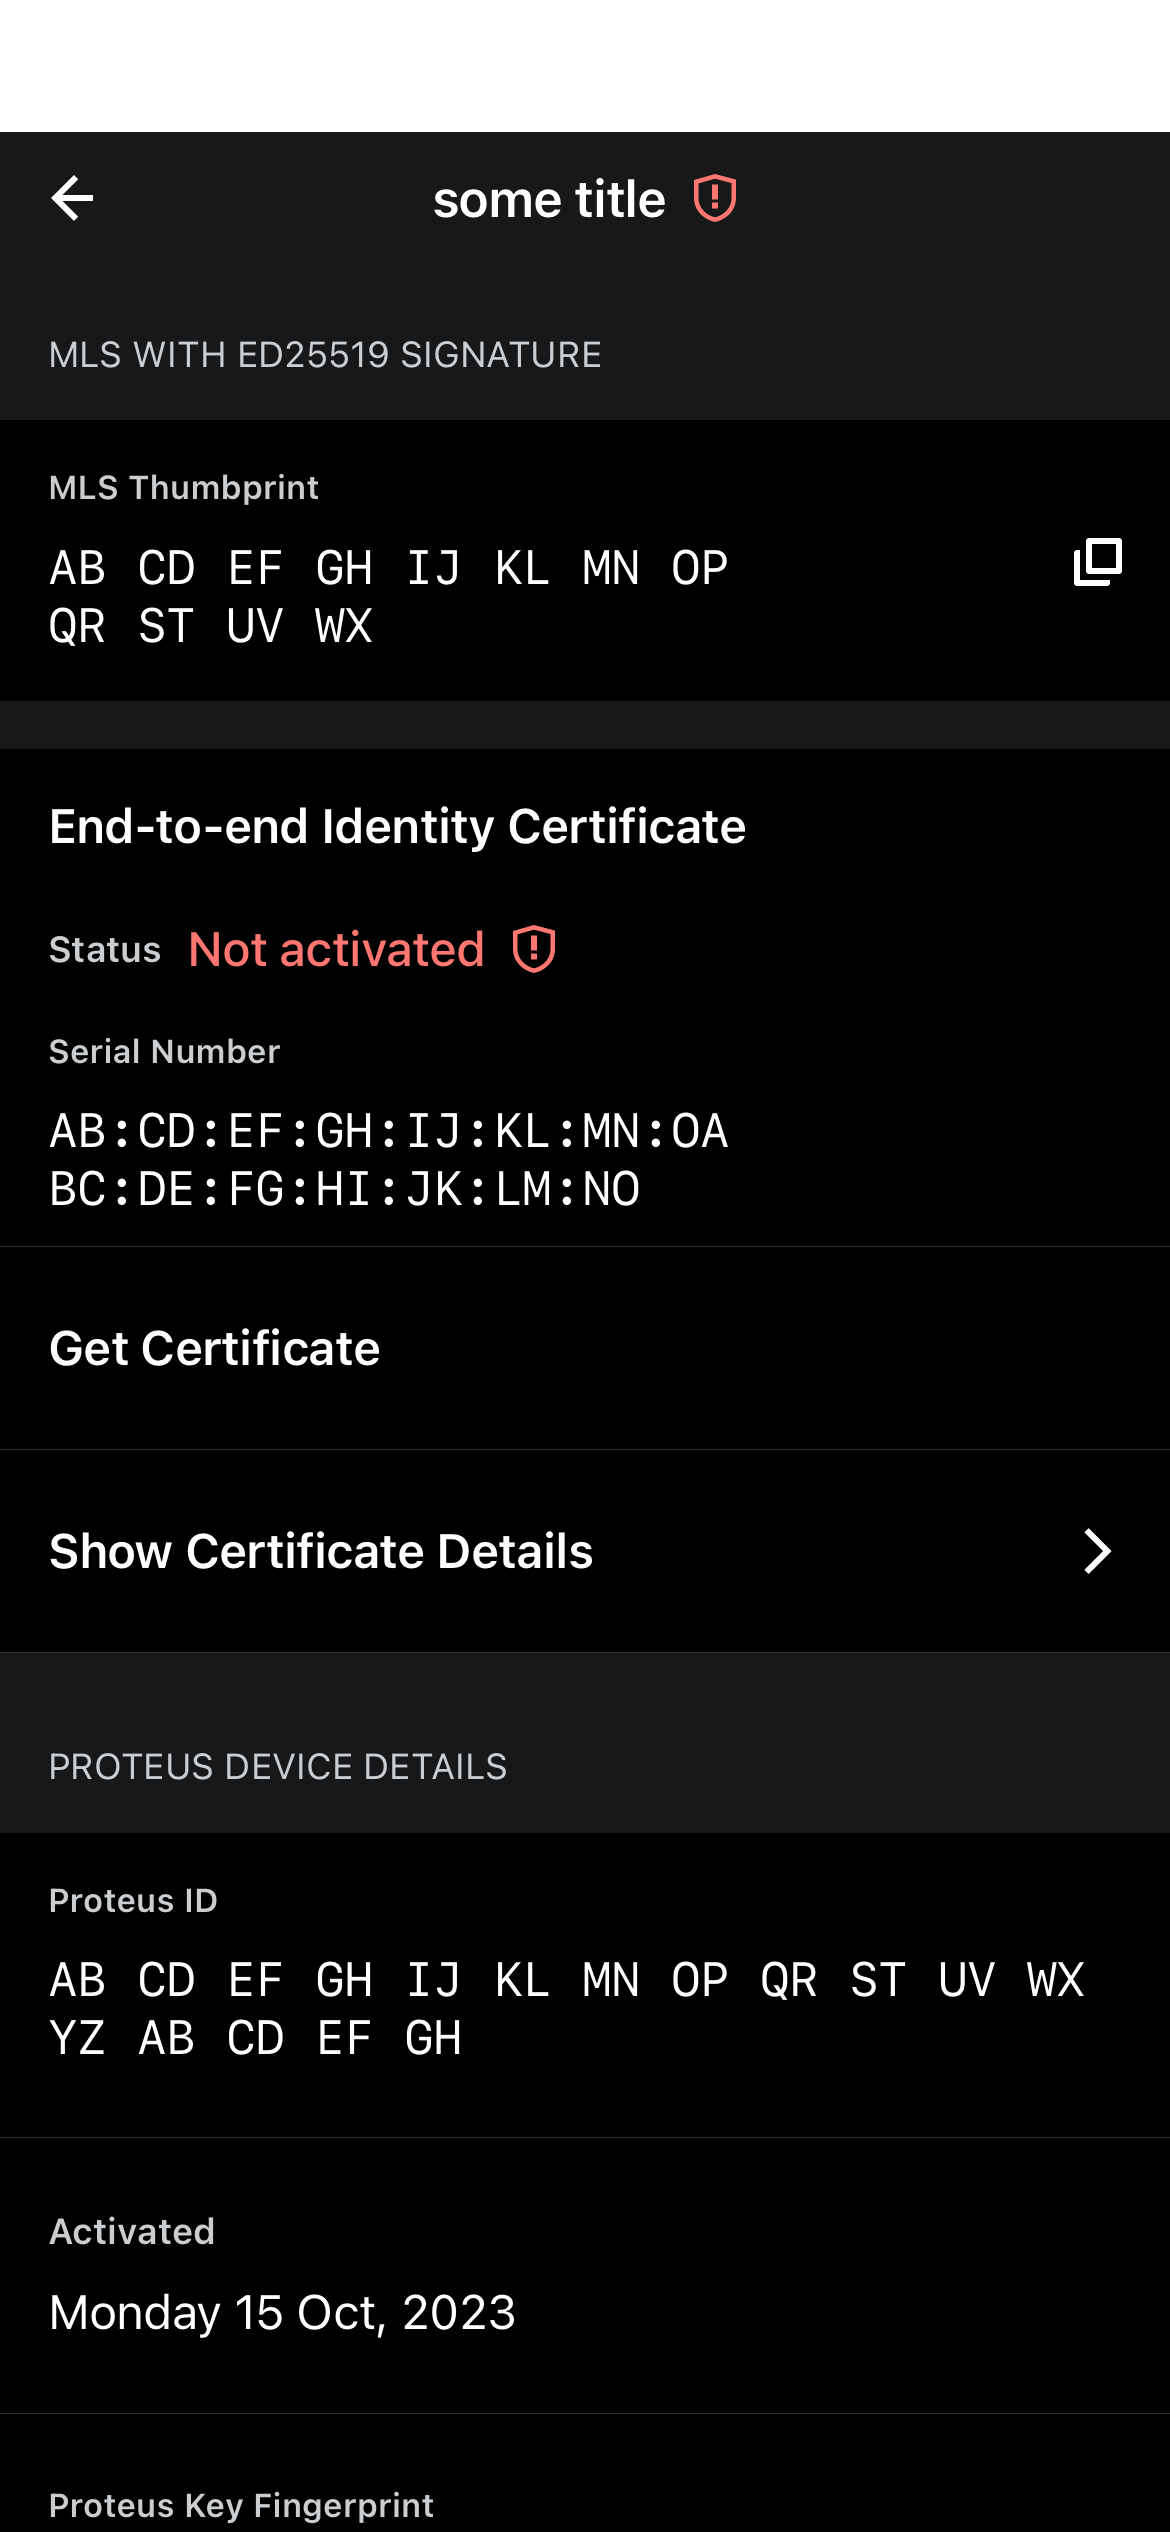 some title
MLS WITH ED25519 SIGNATURE
MLS Thumbprint
AB CD EF GH IJ KL MN OP
QR ST UV WX
End-to-end Identity Certificate
Status Not activated
Serial Number
AB:CD:EF:GH:IJ:KL:MN:OA
BC:DE:FG:HI:JK:LM:NO
Get Certificate
Show Certificate Details
PROTEUS DEVICE DETAILS
Proteus ID
AB CD EF GH IJ KL MN OP QR ST UV WX
YZ AB CD EF GH
Activated
Monday 15 Oct, 2023
Proteus Key Fingerprint